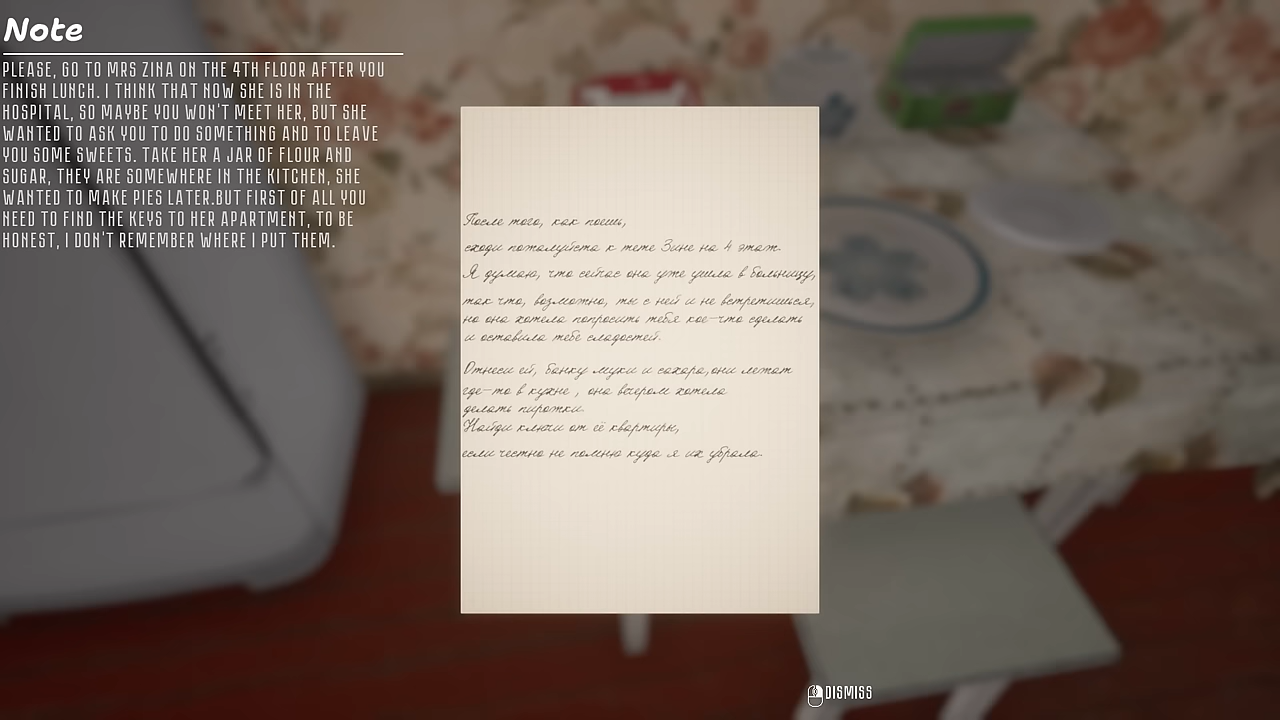 Note
PLEASE, GO TO MRS ZINA ON THE 4TH FLOOR AFTER YOU
FINISH LUNCH. I THINK THAT NOW SHE IS IN THE
HOSPITAL, SO MAYBE YOU WON'T MEET HER, BUT SHE
WANTED TO ASK YOU TO DO SOMETHING AND TO LEAVE
YOU SOME SWEETS. TAKE HER A JAR OF FLOUR AND
SUGAR, THEY ARE SOMEWHERE IN THE KITCHEN, SHE
WANTED TO MAKE PIES LATER.BUT FIRST OF ALL YOU
NEED TO FIND THE KEYS TO HER APARTMENT, TO BE
HONEST, I DON'T REMEMBER WHERE I PUT THEM.
После того, как поешь,
сходи пожалуйста к тете Зине на 4 этаж.
Я думаю, что сейчас она уже ушла в больницу,
так что, возможно, ты с ней и не встретишься,
но она хотела попросить тебя кое-что сделать
и оставила тебе сладостей.
Отнеси ей, банку муки и сахара,они лежат
где-то в кухне , она вечером хотела
делать пирожки.
Найди ключи от её квартиры,
если честно не помню куда я их убрала.
DISMISS